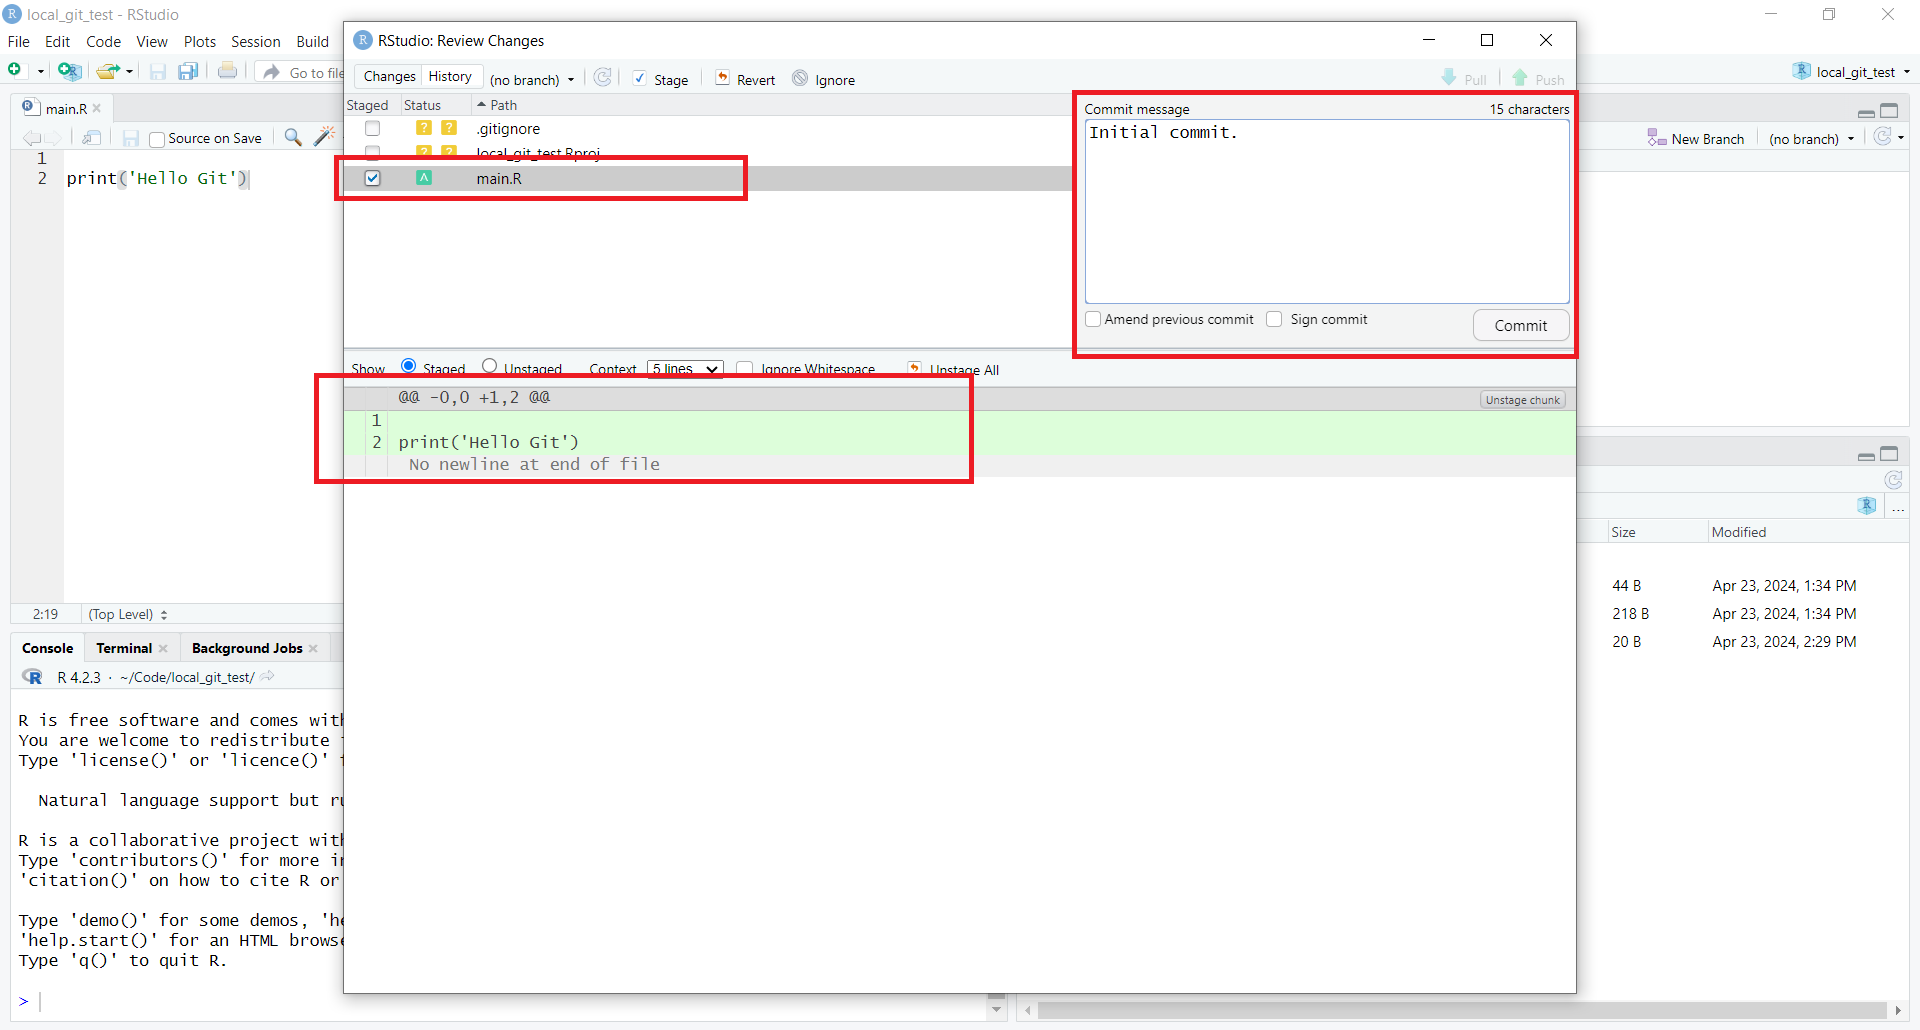 local_git_test - RStudio
File Edit Code View Plots Session Build
Go to file
local_git_test
main.R
Source on Save
1
2 print('Hello Git')
2:19 (Top Level)
Console Terminal Background Jobs
R 4.2.3 · ~/Code/local_git_test/
R is free software and comes with
You are welcome to redistribute
Type 'license()' or 'licence()'
Natural language support but
R is a collaborative project with
Type 'contributors()' for more
'citation()' on how to cite R or
Type 'demo()' for some demos,
'help.start()' for an HTML
Type 'q()' to quit R.
>
RStudio: Review Changes
Changes History (no branch) Stage Revert Ignore Pull Push
Staged Status Path
? ? .gitignore
? ? local_git_test.Rproj
A main.R
Commit message 15 characters
Initial commit.
Amend previous commit Sign commit Commit
Show Staged Unstaged Context 5 lines Ignore Whitespace Unstage All
@@ -0,0 +1,2 @@ Unstage chunk
1
2 print('Hello Git')
No newline at end of file
New Branch (no branch)
...
Size Modified
44 B Apr 23, 2024, 1:34 PM
218 B Apr 23, 2024, 1:34 PM
20 B Apr 23, 2024, 2:29 PM